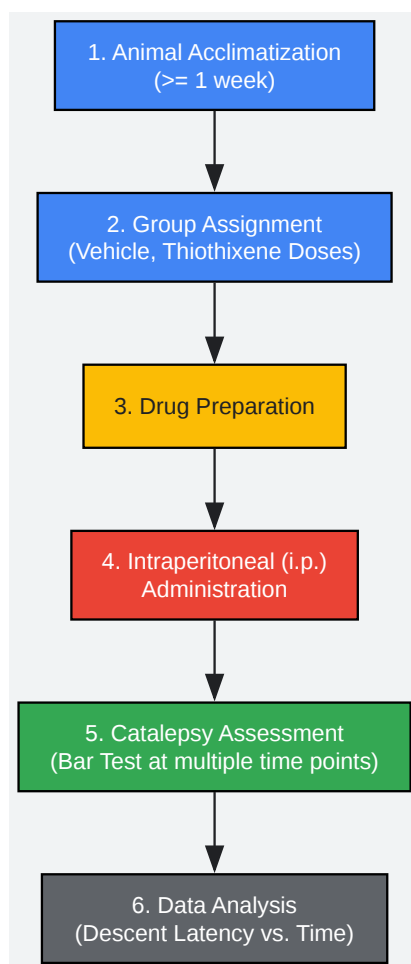 1. Animal Acclimatization
(>= 1 week)
2. Group Assignment
(Vehicle, Thiothixene Doses)
3. Drug Preparation
4. Intraperitoneal (i.p.)
Administration
5. Catalepsy Assessment
(Bar Test at multiple time points)
6. Data Analysis
(Descent Latency vs. Time)